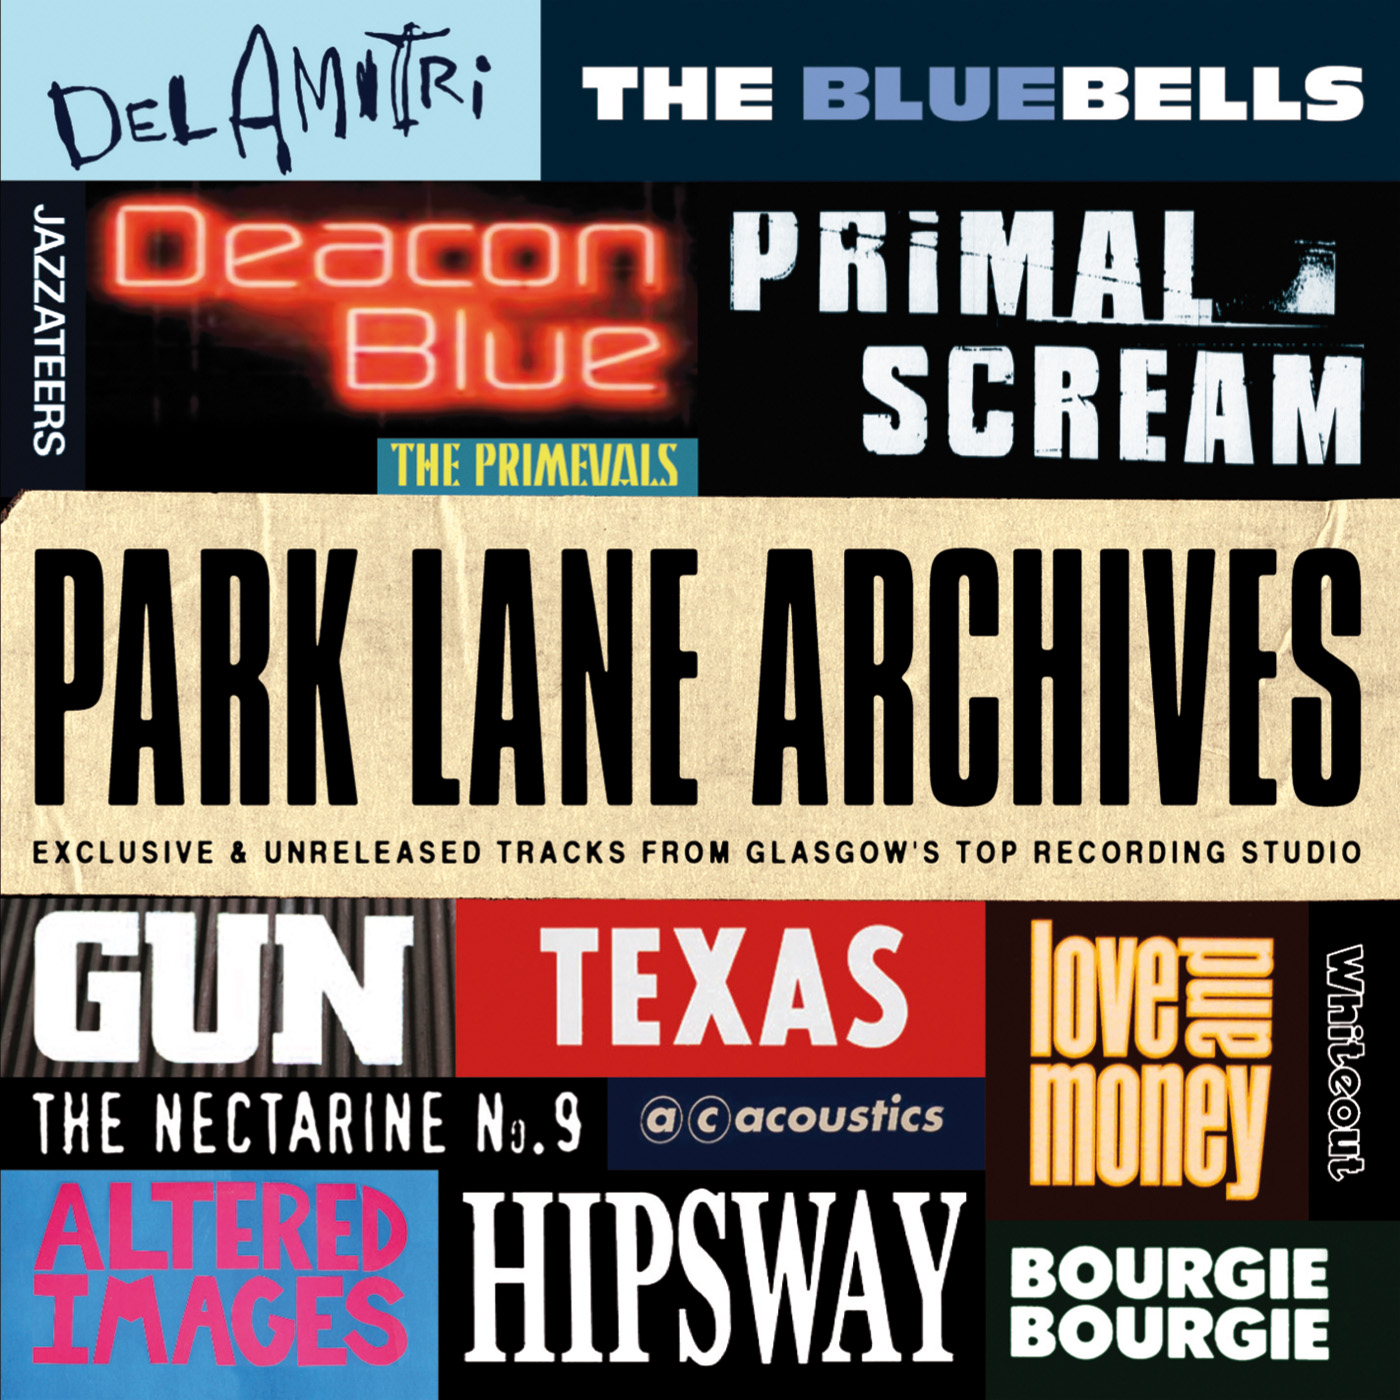 DEL AMITRI
THE BLUEBELLS
JAZZATEERS
Deacon
Blue
PRiMAL
SCREAM
THE PRIMEVALS
PARK LANE ARCHIVES
EXCLUSIVE & UNRELEASED TRACKS FROM GLASGOW'S TOP RECORDING STUDIO
GUN
TEXAS
love and
money
Whiteout
THE NECTARINE No.9
a c acoustics
ALTERED
IMAGES
HIPSWAY
BOURGIE
BOURGIE